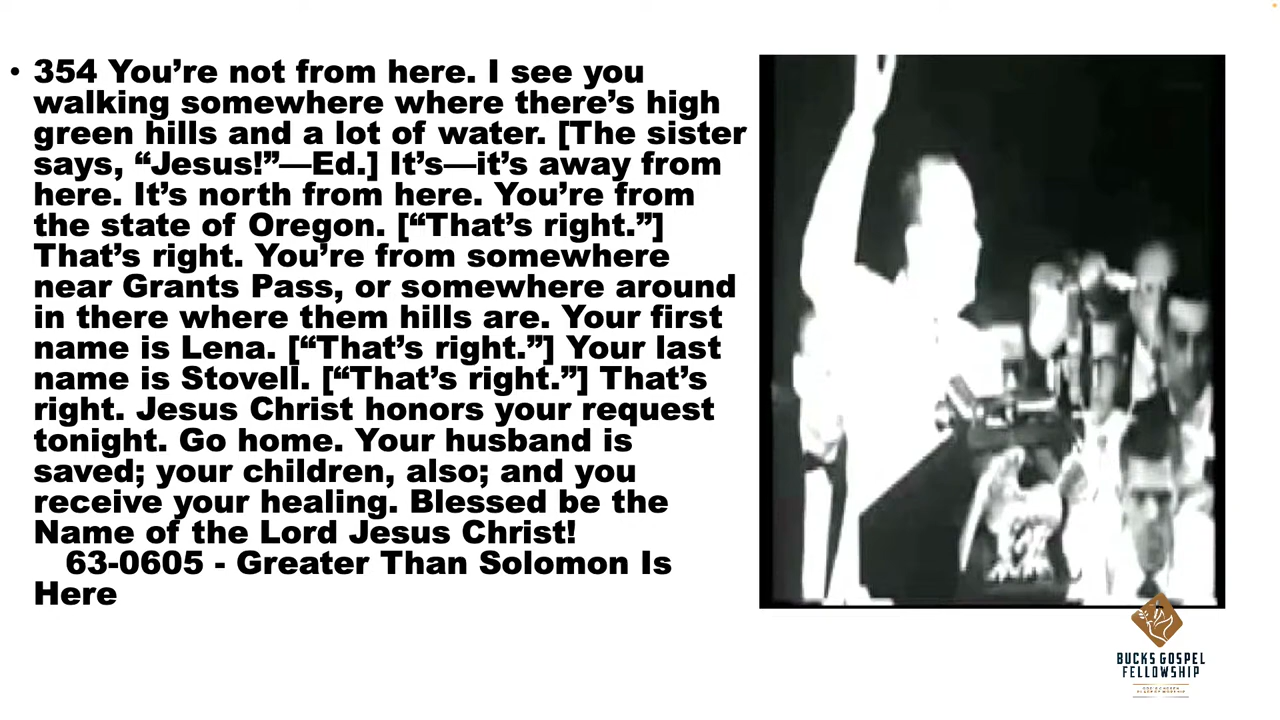 • 354 You’re not from here. I see you
walking somewhere where there’s high
green hills and a lot of water. [The sister
says, “Jesus!”—Ed.] It’s—it’s away from
here. It’s north from here. You’re from
the state of Oregon. [“That’s right.”]
That’s right. You’re from somewhere
near Grants Pass, or somewhere around
in there where them hills are. Your first
name is Lena. [“That’s right.”] Your last
name is Stovell. [“That’s right.”] That’s
right. Jesus Christ honors your request
tonight. Go home. Your husband is
saved; your children, also; and you
receive your healing. Blessed be the
Name of the Lord Jesus Christ!
63-0605 - Greater Than Solomon Is
Here
BUCKS GOSPEL
FELLOWSHIP